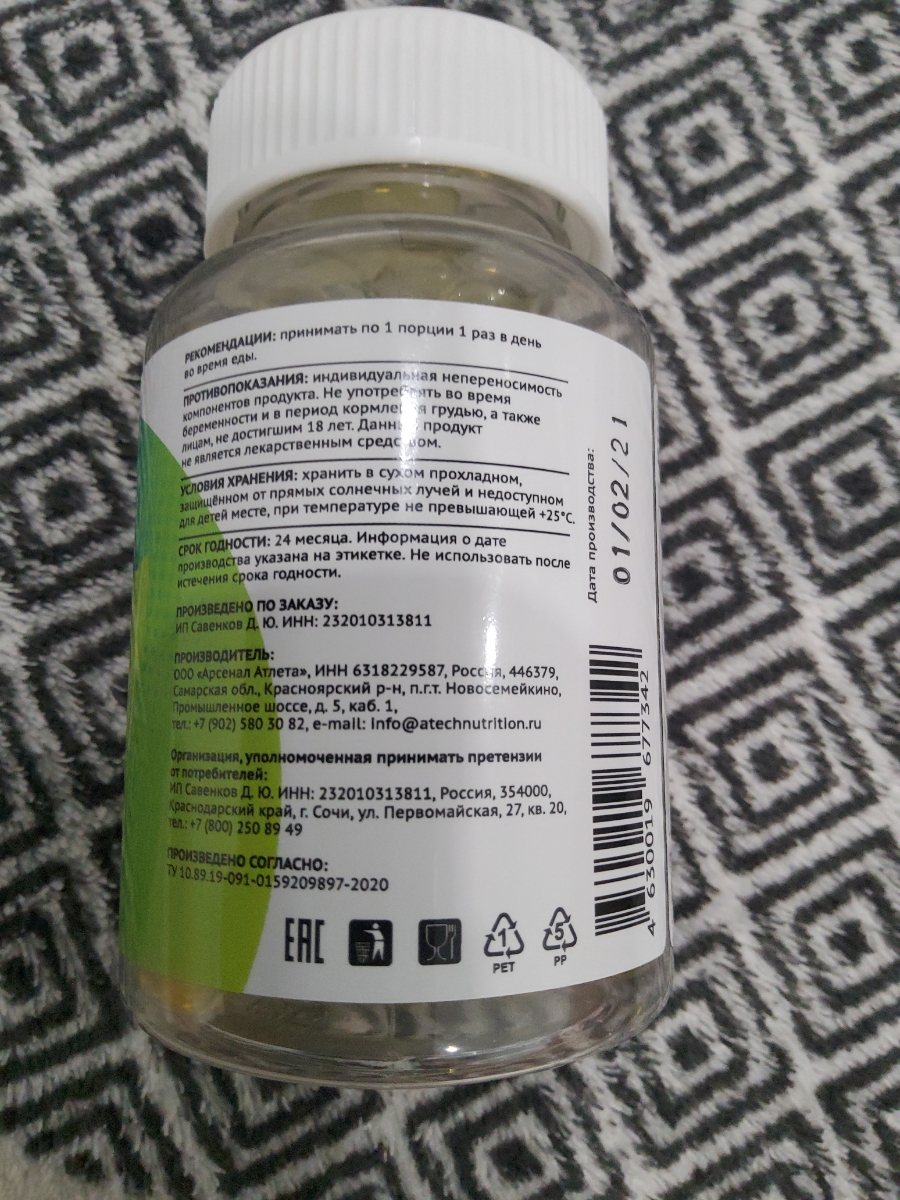 РЕКОМЕНДАЦИИ: принимать по 1 порции 1 раз в день
во время еды.
ПРОТИВОПОКАЗАНИЯ: индивидуальная непереносимость
компонентов продукта. Не употреблять во время
беременности и в период кормления грудью, а также
лицам, не достигшим 18 лет. Данный продукт
не является лекарственным средством.
УСЛОВИЯ ХРАНЕНИЯ: хранить в сухом прохладном,
защищённом от прямых солнечных лучей и недоступном
для детей месте, при температуре не превышающей +25°С.
СРОК ГОДНОСТИ: 24 месяца. Информация о дате
производства указана на этикетке. Не использовать после
истечения срока годности.
ПРОИЗВЕДЕНО ПО ЗАКАЗУ:
ИП Савенков Д. Ю. ИНН: 232010313811
ПРОИЗВОДИТЕЛЬ:
ООО «Арсенал Атлета», ИНН 6318229587, Россия, 446379,
Самарская обл., Красноярский р-н, п.г.т. Новосемейкино,
Промышленное шоссе, д. 5, каб. 1,
тел.: +7 (902) 580 30 82, e-mail: info@atechnutrition.ru
Организация, уполномоченная принимать претензии
от потребителей:
ИП Савенков Д. Ю. ИНН: 232010313811, Россия, 354000,
Краснодарский край, г. Сочи, ул. Первомайская, 27, кв. 20,
тел.: +7 (800) 250 89 49
ПРОИЗВЕДЕНО СОГЛАСНО:
ТУ 10.89.19-091-0159209897-2020
EAC
1
PET
5
PP
Дата производства:
01/02/21
4 630019 677342